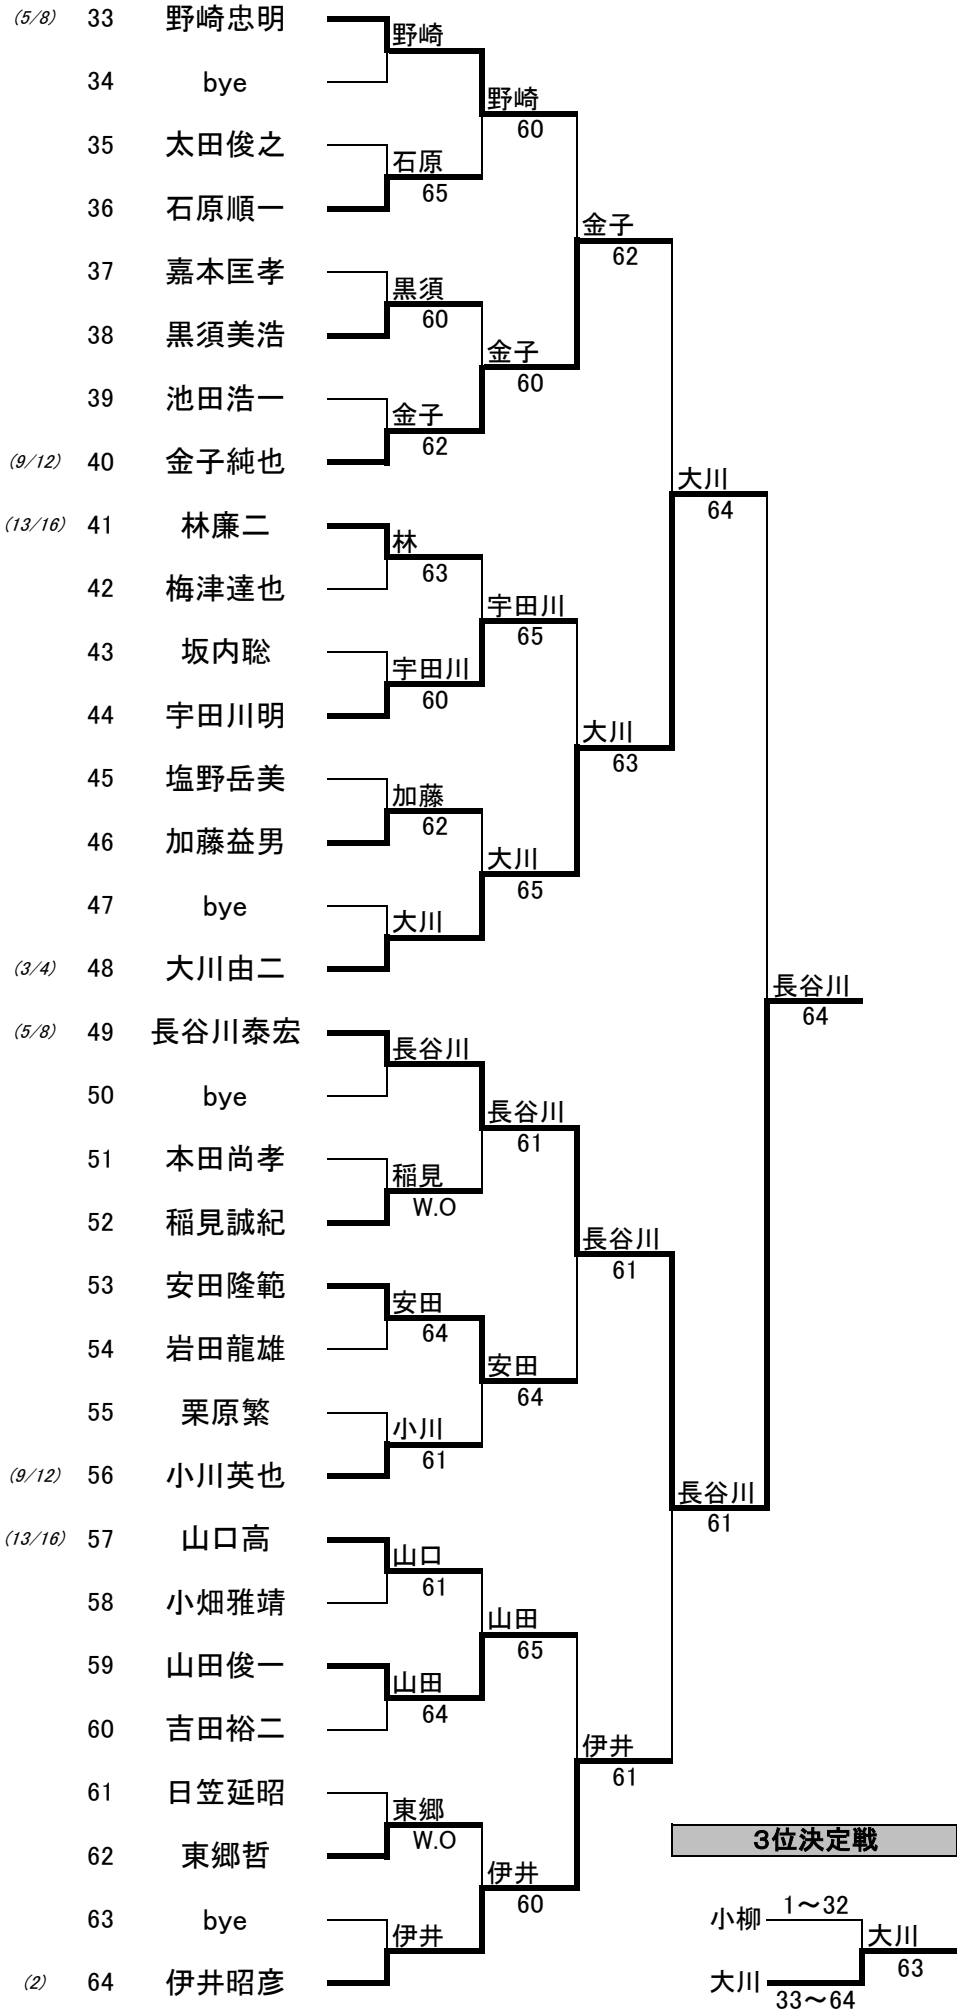 (5/8) 33 野崎忠明
野崎
34 bye
野崎
60
35 太田俊之
石原
65
36 石原順一
金子
62
37 嘉本匡孝
黒須
60
38 黒須美浩
金子
60
39 池田浩一
金子
62
(9/12) 40 金子純也
大川
64
(13/16) 41 林廉二
林
63
42 梅津達也
宇田川
65
43 坂内聡
宇田川
60
44 宇田川明
大川
63
45 塩野岳美
加藤
62
46 加藤益男
大川
65
47 bye
大川
(3/4) 48 大川由二
長谷川
64
(5/8) 49 長谷川泰宏
長谷川
50 bye
長谷川
61
51 本田尚孝
稲見
W.O
52 稲見誠紀
長谷川
61
53 安田隆範
安田
64
54 岩田龍雄
安田
64
55 栗原繁
小川
61
(9/12) 56 小川英也
長谷川
61
(13/16) 57 山口高
山口
61
58 小畑雅靖
山田
65
59 山田俊一
山田
64
60 吉田裕二
伊井
61
61 日笠延昭
東郷
W.O
62 東郷哲
伊井
60
63 bye
伊井
(2) 64 伊井昭彦
3位決定戦
小柳 1～32
大川
63
大川 33～64